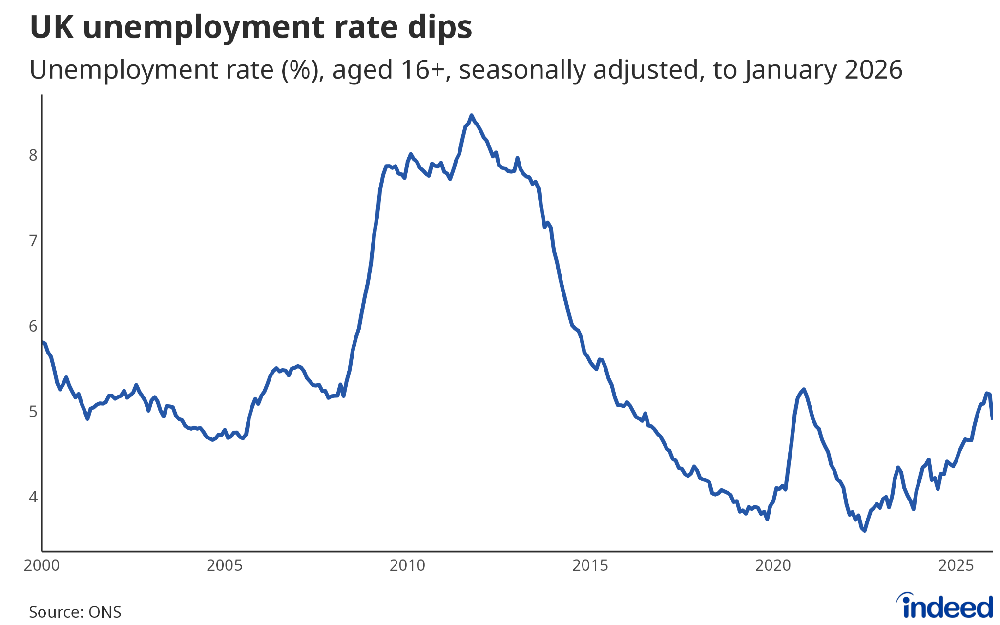 UK unemployment rate dips
Unemployment rate (%), aged 16+, seasonally adjusted, to January 2026
8
7
6
5
4
2000 2005 2010 2015 2020 2025
Source: ONS
indeed